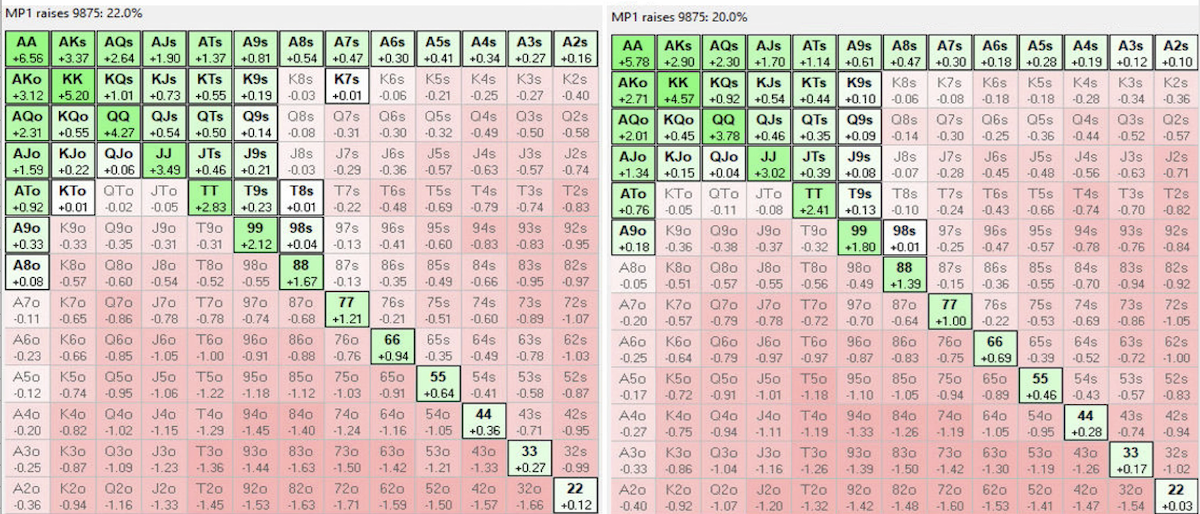 MP1 raises 9875: 22.0%
AA AKs AQs AJs ATs A9s A8s A7s A6s A5s A4s A3s A2s
+6.56 +3.37 +2.64 +1.90 +1.37 +0.81 +0.54 +0.47 +0.30 +0.41 +0.34 +0.27 +0.16
AKo KK KQs KJs KTs K9s K8s K7s K6s K5s K4s K3s K2s
+3.12 +5.20 +1.01 +0.73 +0.55 +0.19 -0.03 +0.01 -0.06 -0.21 -0.25 -0.27 -0.40
AQo KQo QQ QJs QTs Q9s Q8s Q7s Q6s Q5s Q4s Q3s Q2s
+2.31 +0.55 +4.27 +0.54 +0.50 +0.14 -0.08 -0.31 -0.30 -0.32 -0.49 -0.50 -0.58
AJo KJo QJo JJ JTs J9s J8s J7s J6s J5s J4s J3s J2s
+1.59 +0.22 +0.06 +3.49 +0.46 +0.21 -0.03 -0.29 -0.36 -0.57 -0.63 -0.57 -0.74
ATo KTo QTo JTo TT T9s T8s T7s T6s T5s T4s T3s T2s
+0.92 +0.01 -0.02 -0.05 +2.83 +0.23 +0.01 -0.22 -0.48 -0.69 -0.79 -0.74 -0.83
A9o K9o Q9o J9o T9o 99 98s 97s 96s 95s 94s 93s 92s
+0.33 -0.33 -0.35 -0.31 -0.31 +2.12 +0.04 -0.13 -0.41 -0.60 -0.83 -0.83 -0.95
A8o K8o Q8o J8o T8o 98o 88 87s 86s 85s 84s 83s 82s
+0.08 -0.57 -0.60 -0.54 -0.52 -0.55 +1.67 -0.13 -0.35 -0.49 -0.66 -0.95 -0.97
A7o K7o Q7o J7o T7o 97o 87o 77 76s 75s 74s 73s 72s
-0.11 -0.65 -0.86 -0.78 -0.78 -0.74 -0.68 +1.21 -0.21 -0.51 -0.60 -0.89 -1.07
A6o K6o Q6o J6o T6o 96o 86o 76o 66 65s 64s 63s 62s
-0.23 -0.66 -0.85 -1.05 -1.00 -0.91 -0.88 -0.76 +0.94 -0.35 -0.49 -0.78 -1.03
A5o K5o Q5o J5o T5o 95o 85o 75o 65o 55 54s 53s 52s
-0.12 -0.74 -0.95 -1.06 -1.22 -1.18 -1.12 -1.03 -0.91 +0.64 -0.41 -0.58 -0.87
A4o K4o Q4o J4o T4o 94o 84o 74o 64o 54o 44 43s 42s
-0.20 -0.82 -1.02 -1.15 -1.29 -1.45 -1.40 -1.24 -1.16 -1.05 +0.36 -0.71 -0.95
A3o K3o Q3o J3o T3o 93o 83o 73o 63o 53o 43o 33 32s
-0.25 -0.87 -1.09 -1.23 -1.36 -1.44 -1.63 -1.50 -1.42 -1.21 -1.33 +0.27 -0.99
A2o K2o Q2o J2o T2o 92o 82o 72o 62o 52o 42o 32o 22
-0.36 -0.94 -1.16 -1.33 -1.45 -1.53 -1.63 -1.71 -1.59 -1.50 -1.57 -1.66 +0.12
MP1 raises 9875: 20.0%
AA AKs AQs AJs ATs A9s A8s A7s A6s A5s A4s A3s A2s
+5.78 +2.90 +2.30 +1.70 +1.14 +0.61 +0.47 +0.30 +0.18 +0.28 +0.19 +0.12 +0.10
AKo KK KQs KJs KTs K9s K8s K7s K6s K5s K4s K3s K2s
+2.71 +4.57 +0.92 +0.54 +0.44 +0.10 -0.06 -0.08 -0.18 -0.18 -0.28 -0.34 -0.36
AQo KQo QQ QJs QTs Q9s Q8s Q7s Q6s Q5s Q4s Q3s Q2s
+2.01 +0.45 +3.78 +0.46 +0.35 +0.09 -0.14 -0.30 -0.25 -0.36 -0.44 -0.52 -0.57
AJo KJo QJo JJ JTs J9s J8s J7s J6s J5s J4s J3s J2s
+1.34 +0.15 +0.04 +3.02 +0.39 +0.08 -0.07 -0.28 -0.45 -0.48 -0.56 -0.63 -0.71
ATo KTo QTo JTo TT T9s T8s T7s T6s T5s T4s T3s T2s
+0.76 -0.05 -0.11 -0.08 +2.41 +0.13 -0.10 -0.24 -0.43 -0.66 -0.74 -0.70 -0.82
A9o K9o Q9o J9o T9o 99 98s 97s 96s 95s 94s 93s 92s
+0.18 -0.36 -0.38 -0.37 -0.32 +1.80 +0.01 -0.25 -0.47 -0.57 -0.78 -0.76 -0.84
A8o K8o Q8o J8o T8o 98o 88 87s 86s 85s 84s 83s 82s
-0.05 -0.51 -0.57 -0.55 -0.56 -0.49 +1.39 -0.15 -0.36 -0.55 -0.70 -0.94 -0.92
A7o K7o Q7o J7o T7o 97o 87o 77 76s 75s 74s 73s 72s
-0.20 -0.57 -0.79 -0.78 -0.72 -0.70 -0.64 +1.00 -0.22 -0.53 -0.69 -0.86 -1.05
A6o K6o Q6o J6o T6o 96o 86o 76o 66 65s 64s 63s 62s
-0.25 -0.64 -0.79 -0.97 -0.97 -0.87 -0.83 -0.75 +0.69 -0.39 -0.52 -0.72 -1.00
A5o K5o Q5o J5o T5o 95o 85o 75o 65o 55 54s 53s 52s
-0.17 -0.72 -0.91 -1.01 -1.18 -1.10 -1.05 -0.94 -0.89 +0.46 -0.43 -0.57 -0.83
A4o K4o Q4o J4o T4o 94o 84o 74o 64o 54o 44 43s 42s
-0.27 -0.75 -0.94 -1.11 -1.19 -1.33 -1.26 -1.19 -1.05 -0.95 +0.28 -0.74 -0.94
A3o K3o Q3o J3o T3o 93o 83o 73o 63o 53o 43o 33 32s
-0.33 -0.86 -1.04 -1.16 -1.26 -1.39 -1.50 -1.42 -1.30 -1.19 -1.26 +0.17 -1.02
A2o K2o Q2o J2o T2o 92o 82o 72o 62o 52o 42o 32o 22
-0.40 -0.92 -1.07 -1.20 -1.32 -1.42 -1.48 -1.60 -1.53 -1.41 -1.47 -1.54 +0.03